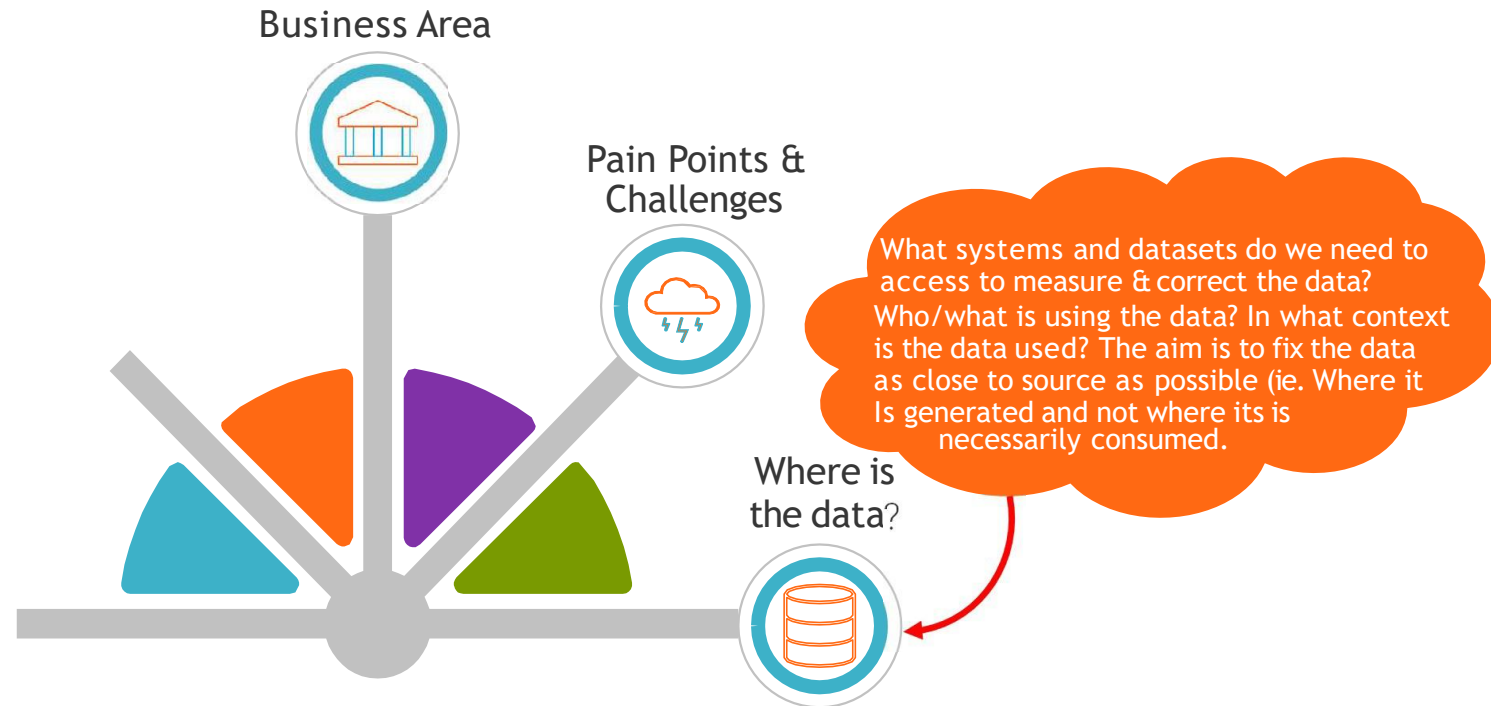 Business Area
Pain Points &
Challenges
What systems and datasets do we need to
access to measure & correct the data?
Who/what is using the data? In what context
is the data used? The aim is to fix the data
as close to source as possible (ie. Where it
Is generated and not where its is
necessarily consumed.
Where is
the data?